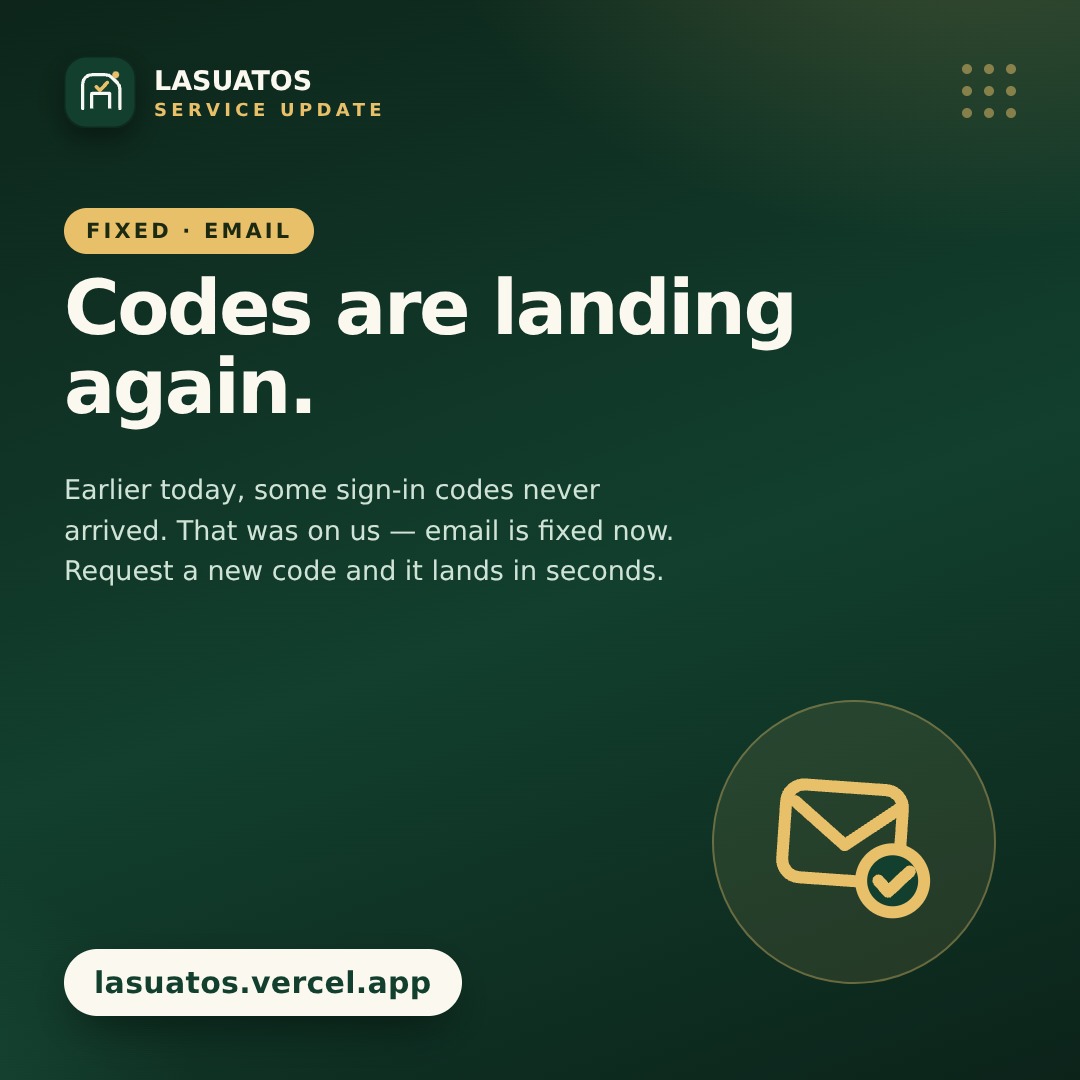 LASUATOS
SERVICE UPDATE
FIXED · EMAIL
Codes are landing
again.
Earlier today, some sign-in codes never
arrived. That was on us — email is fixed now.
Request a new code and it lands in seconds.
lasuatos.vercel.app